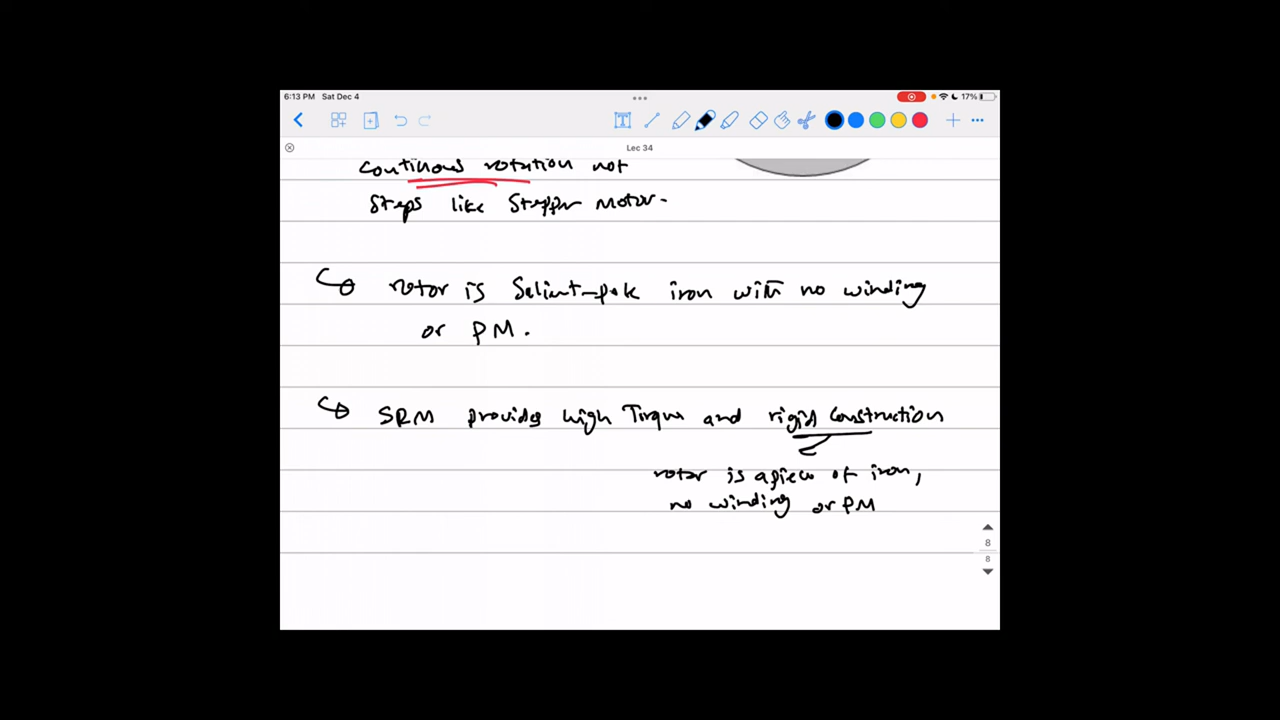 6:13 PM Sat Dec 4
17%
Lec 34
continuous rotation not
steps like Stepper Motor.
rotor is Salient-pole iron with no winding
or PM.
SRM provides high Torque and rigid construction
rotor is a piece of iron,
no winding or PM
8
8